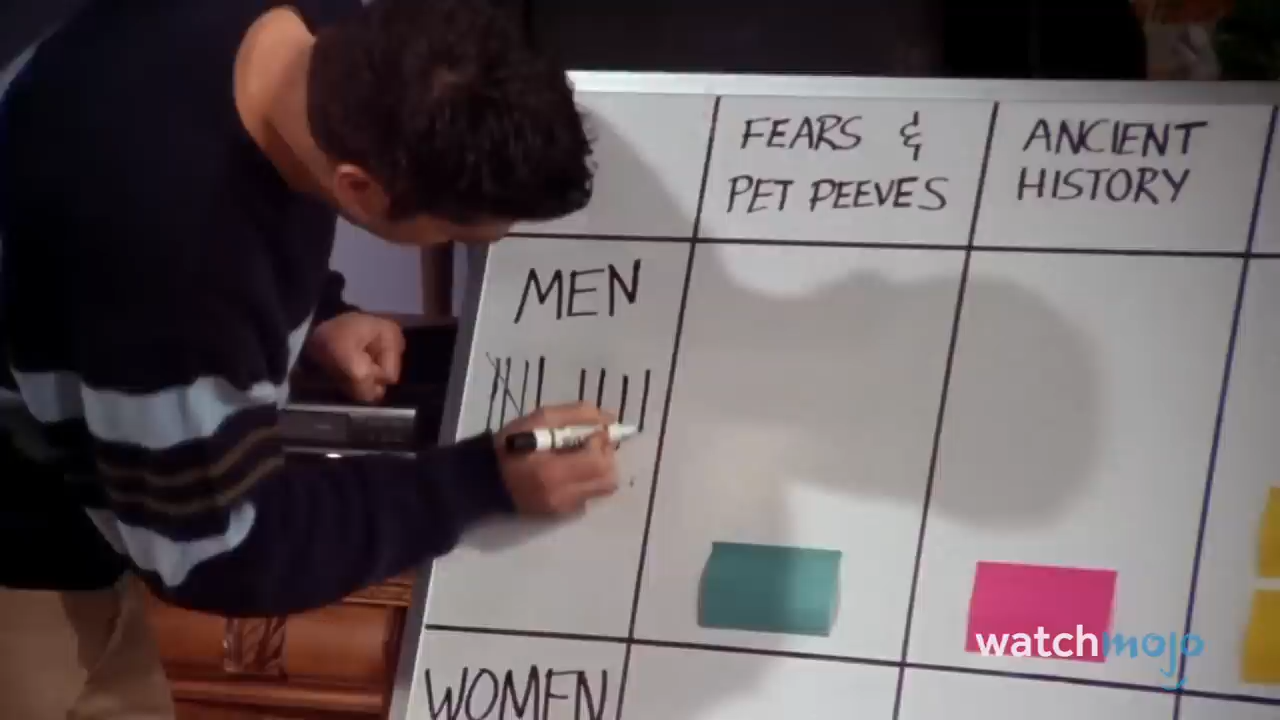 FEARS &
PET PEEVES
ANCIENT
HISTORY
MEN
WOMEN
watchmojo